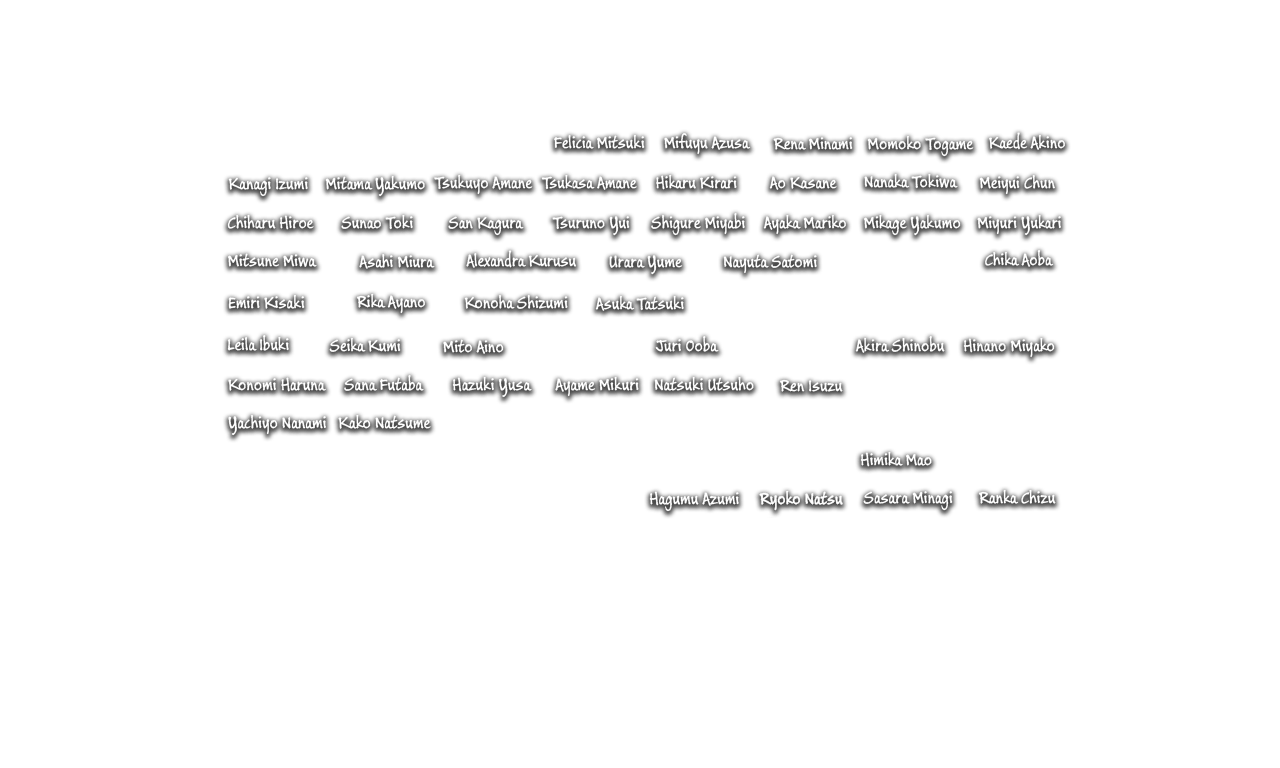 Felicia Mitsuki Mifuyu Azusa Rena Minami Momoko Togame Kaede Akino
Kanagi Izumi Mitama Yakumo Tsukuyo Amane Tsukasa Amane Hikaru Kirari Ao Kasane Nanaka Tokiwa Meiyui Chun
Chiharu Hiroe Sunao Toki San Kagura Tsuruno Yui Shigure Miyabi Ayaka Mariko Mikage Yakumo Miyuri Yukari
Mitsune Miwa Asahi Miura Alexandra Kurusu Urara Yume Nayuta Satomi Chika Aoba
Emiri Kisaki Rika Ayano Konoha Shizumi Asuka Tatsuki
Leila Ibuki Seika Kumi Mito Aino Juri Ooba Akira Shinobu Hinano Miyako
Konomi Haruna Sana Futaba Hazuki Yusa Ayame Mikuri Natsuki Utsuho Ren Isuzu
Yachiyo Nanami Kako Natsume
Himika Mao
Hagumu Azumi Ryoko Natsu Sasara Minagi Ranka Chizu